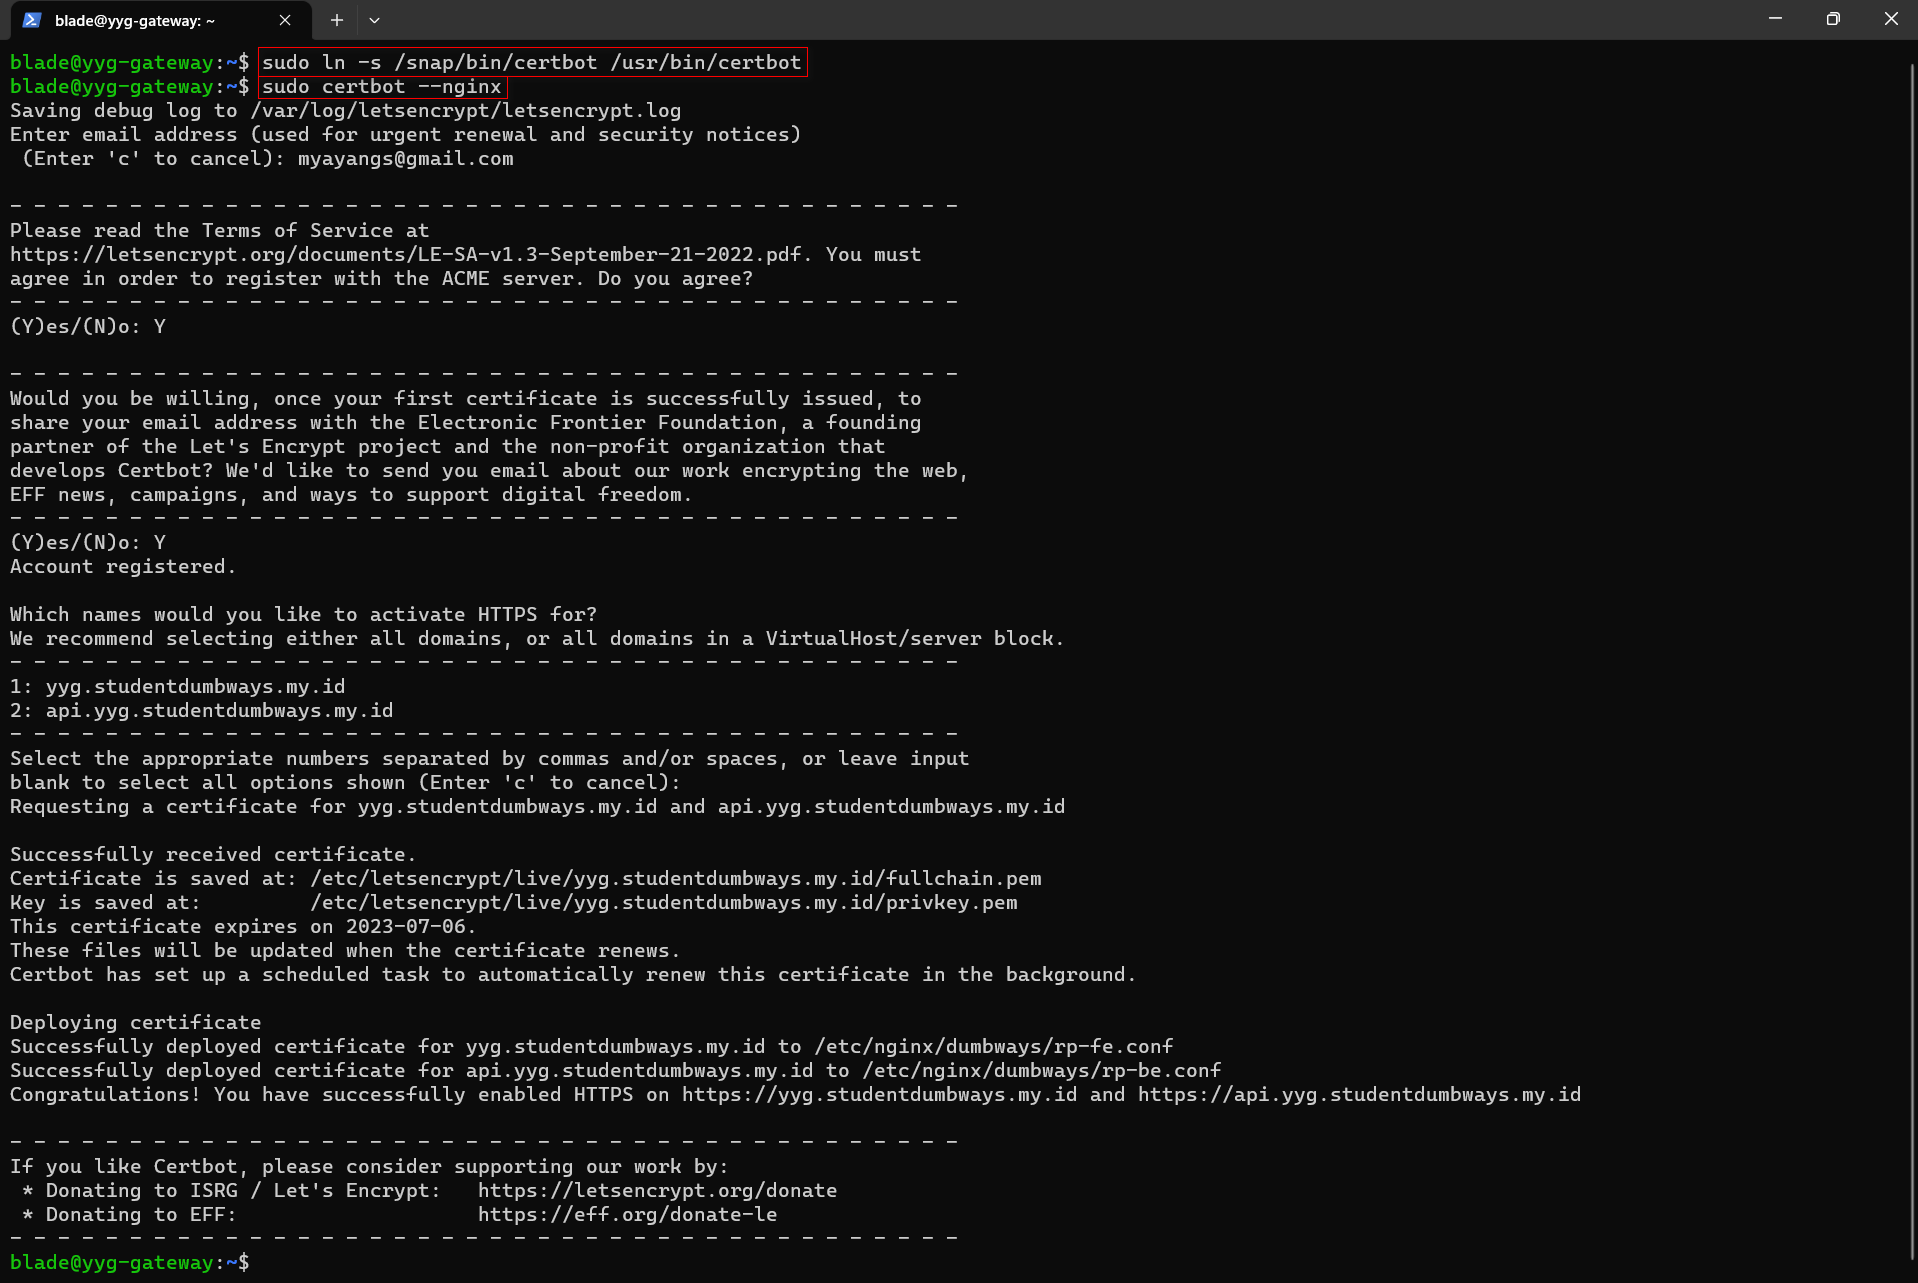 blade@yyg-gateway: ~
blade@yyg-gateway:~$ sudo ln -s /snap/bin/certbot /usr/bin/certbot
blade@yyg-gateway:~$ sudo certbot --nginx
Saving debug log to /var/log/letsencrypt/letsencrypt.log
Enter email address (used for urgent renewal and security notices)
 (Enter 'c' to cancel): myayangs@gmail.com

- - - - - - - - - - - - - - - - - - - - - - - - - - - - - - - - - - - - - - - -
Please read the Terms of Service at
https://letsencrypt.org/documents/LE-SA-v1.3-September-21-2022.pdf. You must
agree in order to register with the ACME server. Do you agree?
- - - - - - - - - - - - - - - - - - - - - - - - - - - - - - - - - - - - - - - -
(Y)es/(N)o: Y

- - - - - - - - - - - - - - - - - - - - - - - - - - - - - - - - - - - - - - - -
Would you be willing, once your first certificate is successfully issued, to
share your email address with the Electronic Frontier Foundation, a founding
partner of the Let's Encrypt project and the non-profit organization that
develops Certbot? We'd like to send you email about our work encrypting the web,
EFF news, campaigns, and ways to support digital freedom.
- - - - - - - - - - - - - - - - - - - - - - - - - - - - - - - - - - - - - - - -
(Y)es/(N)o: Y
Account registered.

Which names would you like to activate HTTPS for?
We recommend selecting either all domains, or all domains in a VirtualHost/server block.
- - - - - - - - - - - - - - - - - - - - - - - - - - - - - - - - - - - - - - - -
1: yyg.studentdumbways.my.id
2: api.yyg.studentdumbways.my.id
- - - - - - - - - - - - - - - - - - - - - - - - - - - - - - - - - - - - - - - -
Select the appropriate numbers separated by commas and/or spaces, or leave input
blank to select all options shown (Enter 'c' to cancel):
Requesting a certificate for yyg.studentdumbways.my.id and api.yyg.studentdumbways.my.id

Successfully received certificate.
Certificate is saved at: /etc/letsencrypt/live/yyg.studentdumbways.my.id/fullchain.pem
Key is saved at:         /etc/letsencrypt/live/yyg.studentdumbways.my.id/privkey.pem
This certificate expires on 2023-07-06.
These files will be updated when the certificate renews.
Certbot has set up a scheduled task to automatically renew this certificate in the background.

Deploying certificate
Successfully deployed certificate for yyg.studentdumbways.my.id to /etc/nginx/dumbways/rp-fe.conf
Successfully deployed certificate for api.yyg.studentdumbways.my.id to /etc/nginx/dumbways/rp-be.conf
Congratulations! You have successfully enabled HTTPS on https://yyg.studentdumbways.my.id and https://api.yyg.studentdumbways.my.id

- - - - - - - - - - - - - - - - - - - - - - - - - - - - - - - - - - - - - - - -
If you like Certbot, please consider supporting our work by:
 * Donating to ISRG / Let's Encrypt:   https://letsencrypt.org/donate
 * Donating to EFF:                    https://eff.org/donate-le
- - - - - - - - - - - - - - - - - - - - - - - - - - - - - - - - - - - - - - - -
blade@yyg-gateway:~$